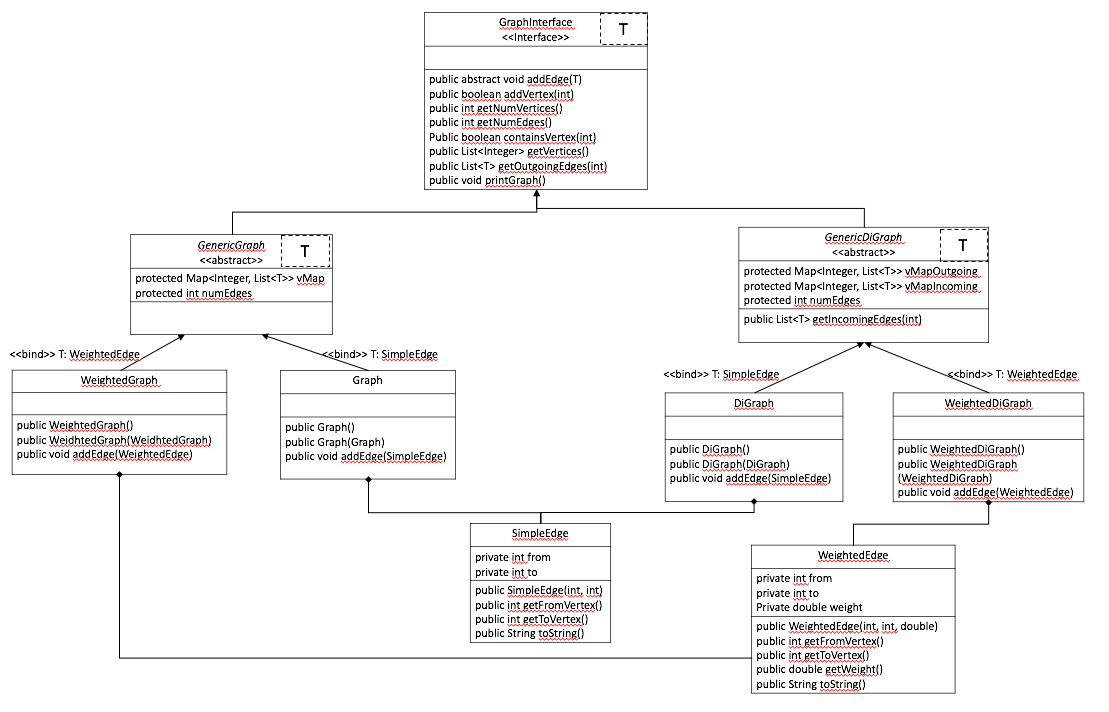 GraphInterface
<<Interface>>
T
public abstract void addEdge(T)
public boolean addVertex(int)
public int getNumVertices()
public int getNumEdges()
Public boolean containsVertex(int)
public List<Integer> getVertices()
public List<T> getOutgoingEdges(int)
public void printGraph()
GenericGraph
<<abstract>>
T
protected Map<Integer, List<T>> vMap
protected int numEdges
GenericDiGraph
<<abstract>>
T
protected Map<Integer, List<T>> vMapOutgoing
protected Map<Integer, List<T>> vMapIncoming
protected int numEdges
public List<T> getIncomingEdges(int)
<<bind>> T: WeightedEdge
<<bind>> T: SimpleEdge
<<bind>> T: SimpleEdge
<<bind>> T: WeightedEdge
WeightedGraph
public WeightedGraph()
public WeidhtedGraph(WeidhtedGraph)
public void addEdge(WeightedEdge)
Graph
public Graph()
public Graph(Graph)
public void addEdge(SimpleEdge)
DiGraph
public DiGraph()
public DiGraph(DiGraph)
public void addEdge(SimpleEdge)
WeightedDiGraph
public WeightedDiGraph()
public WeightedDiGraph
(WeightedDiGraph)
public void addEdge(WeightedEdge)
SimpleEdge
private int from
private int to
public SimpleEdge(int, int)
public int getFromVertex()
public int getToVertex()
public String toString()
WeightedEdge
private int from
private int to
Private double weight
public WeightedEdge(int, int, double)
public int getFromVertex()
public int getToVertex()
public double getWeight()
public String toString()